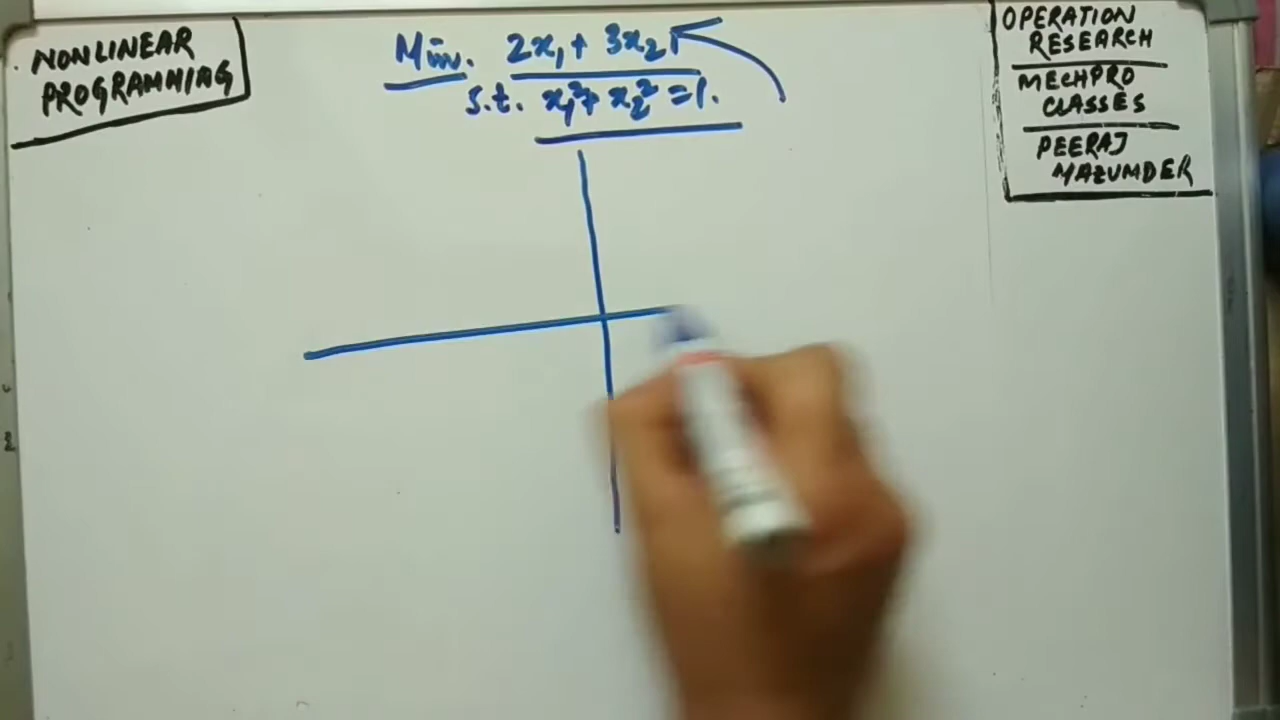 NONLINEAR
PROGRAMMING
Min. 2x₁ + 3x₂
s.t. x₁² + x₂² = 1.
OPERATION
RESEARCH
MECHPRO
CLASSES
PEERAJ
MAZUMDER